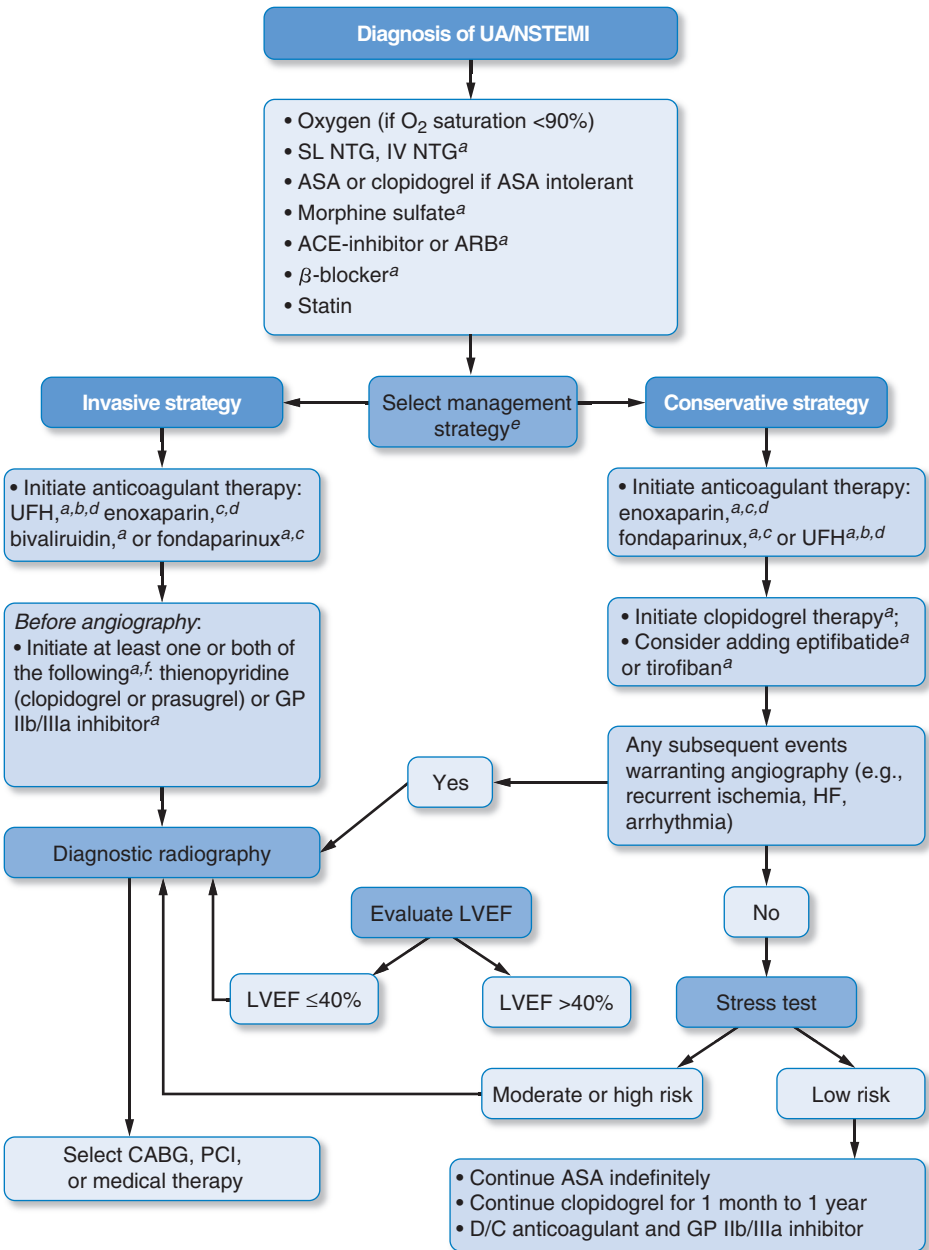 Diagnosis of UA/NSTEMI
• Oxygen (if O2 saturation <90%)
• SL NTG, IV NTGa
• ASA or clopidogrel if ASA intolerant
• Morphine sulfatea
• ACE-inhibitor or ARBa
• β-blockera
• Statin
Invasive strategy
Select management
strategye
Conservative strategy
• Initiate anticoagulant therapy:
UFH,a,b,d enoxaparin,c,d
bivaliruidin,a or fondaparinuxa,c
• Initiate anticoagulant therapy:
enoxaparin,a,c,d
fondaparinux,a,c or UFHa,b,d
Before angiography:
• Initiate at least one or both of
the followinga,f: thienopyridine
(clopidogrel or prasugrel) or GP
IIb/IIIa inhibitora
• Initiate clopidogrel therapya;
• Consider adding eptifibatidea
or tirofibana
Any subsequent events
warranting angiography (e.g.,
recurrent ischemia, HF,
arrhythmia)
Yes
Diagnostic radiography
No
Evaluate LVEF
LVEF ≤40%
LVEF >40%
Stress test
Moderate or high risk
Low risk
Select CABG, PCI,
or medical therapy
• Continue ASA indefinitely
• Continue clopidogrel for 1 month to 1 year
• D/C anticoagulant and GP IIb/IIIa inhibitor